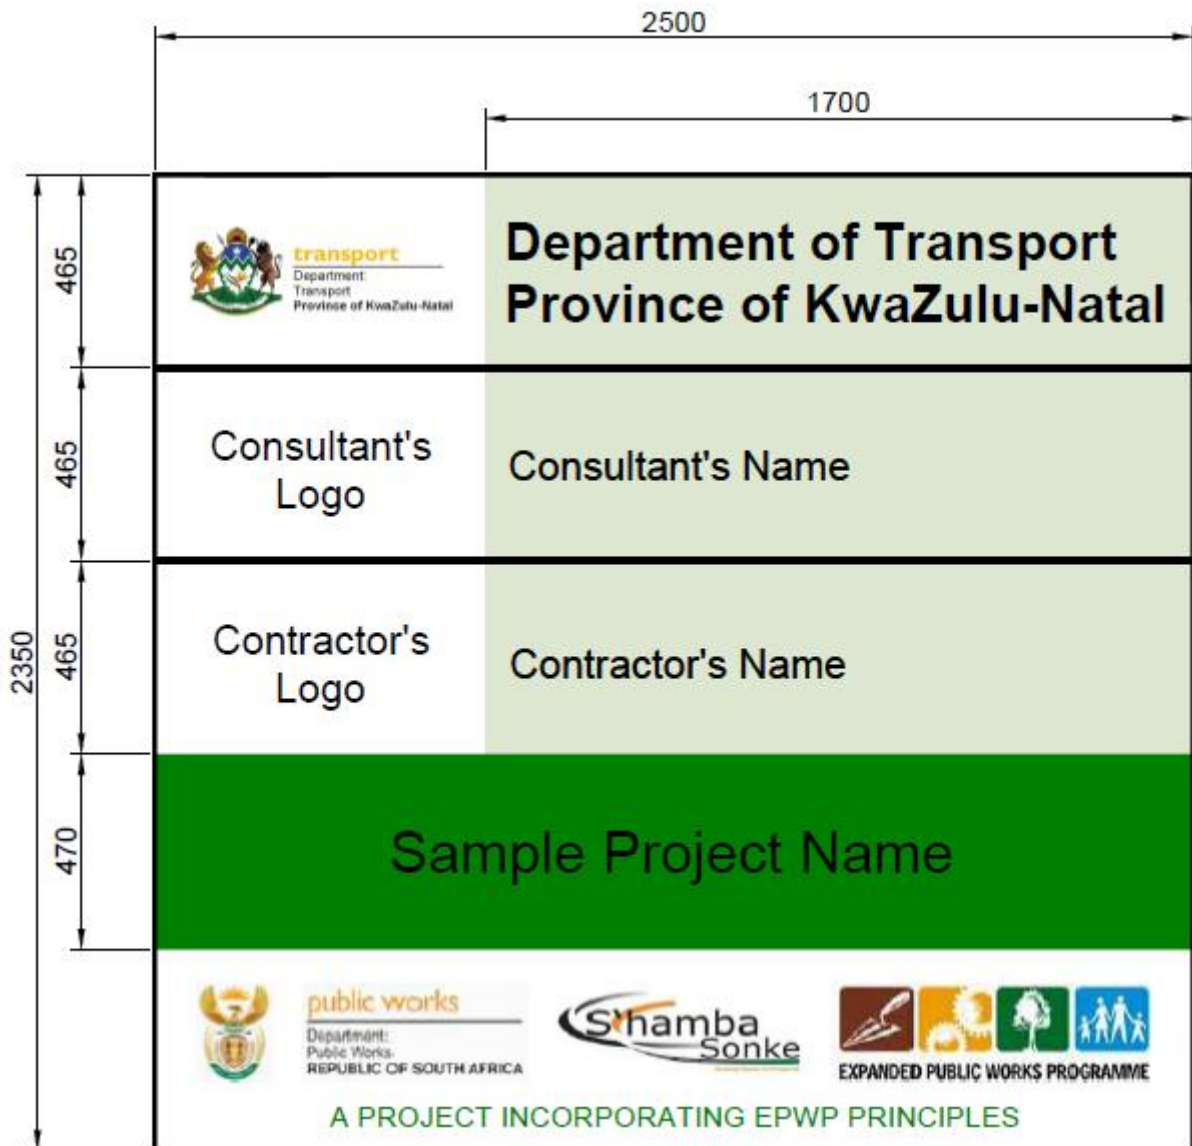 2500
1700
465
transport
Department
Transport
Province of KwaZulu-Natal
Department of Transport
Province of KwaZulu-Natal
465
Consultant's
Logo
Consultant's Name
2350
465
Contractor's
Logo
Contractor's Name
470
Sample Project Name
public works
Department:
Public Works
REPUBLIC OF SOUTH AFRICA
S'hamba
Sonke
EXPANDED PUBLIC WORKS PROGRAMME
A PROJECT INCORPORATING EPWP PRINCIPLES